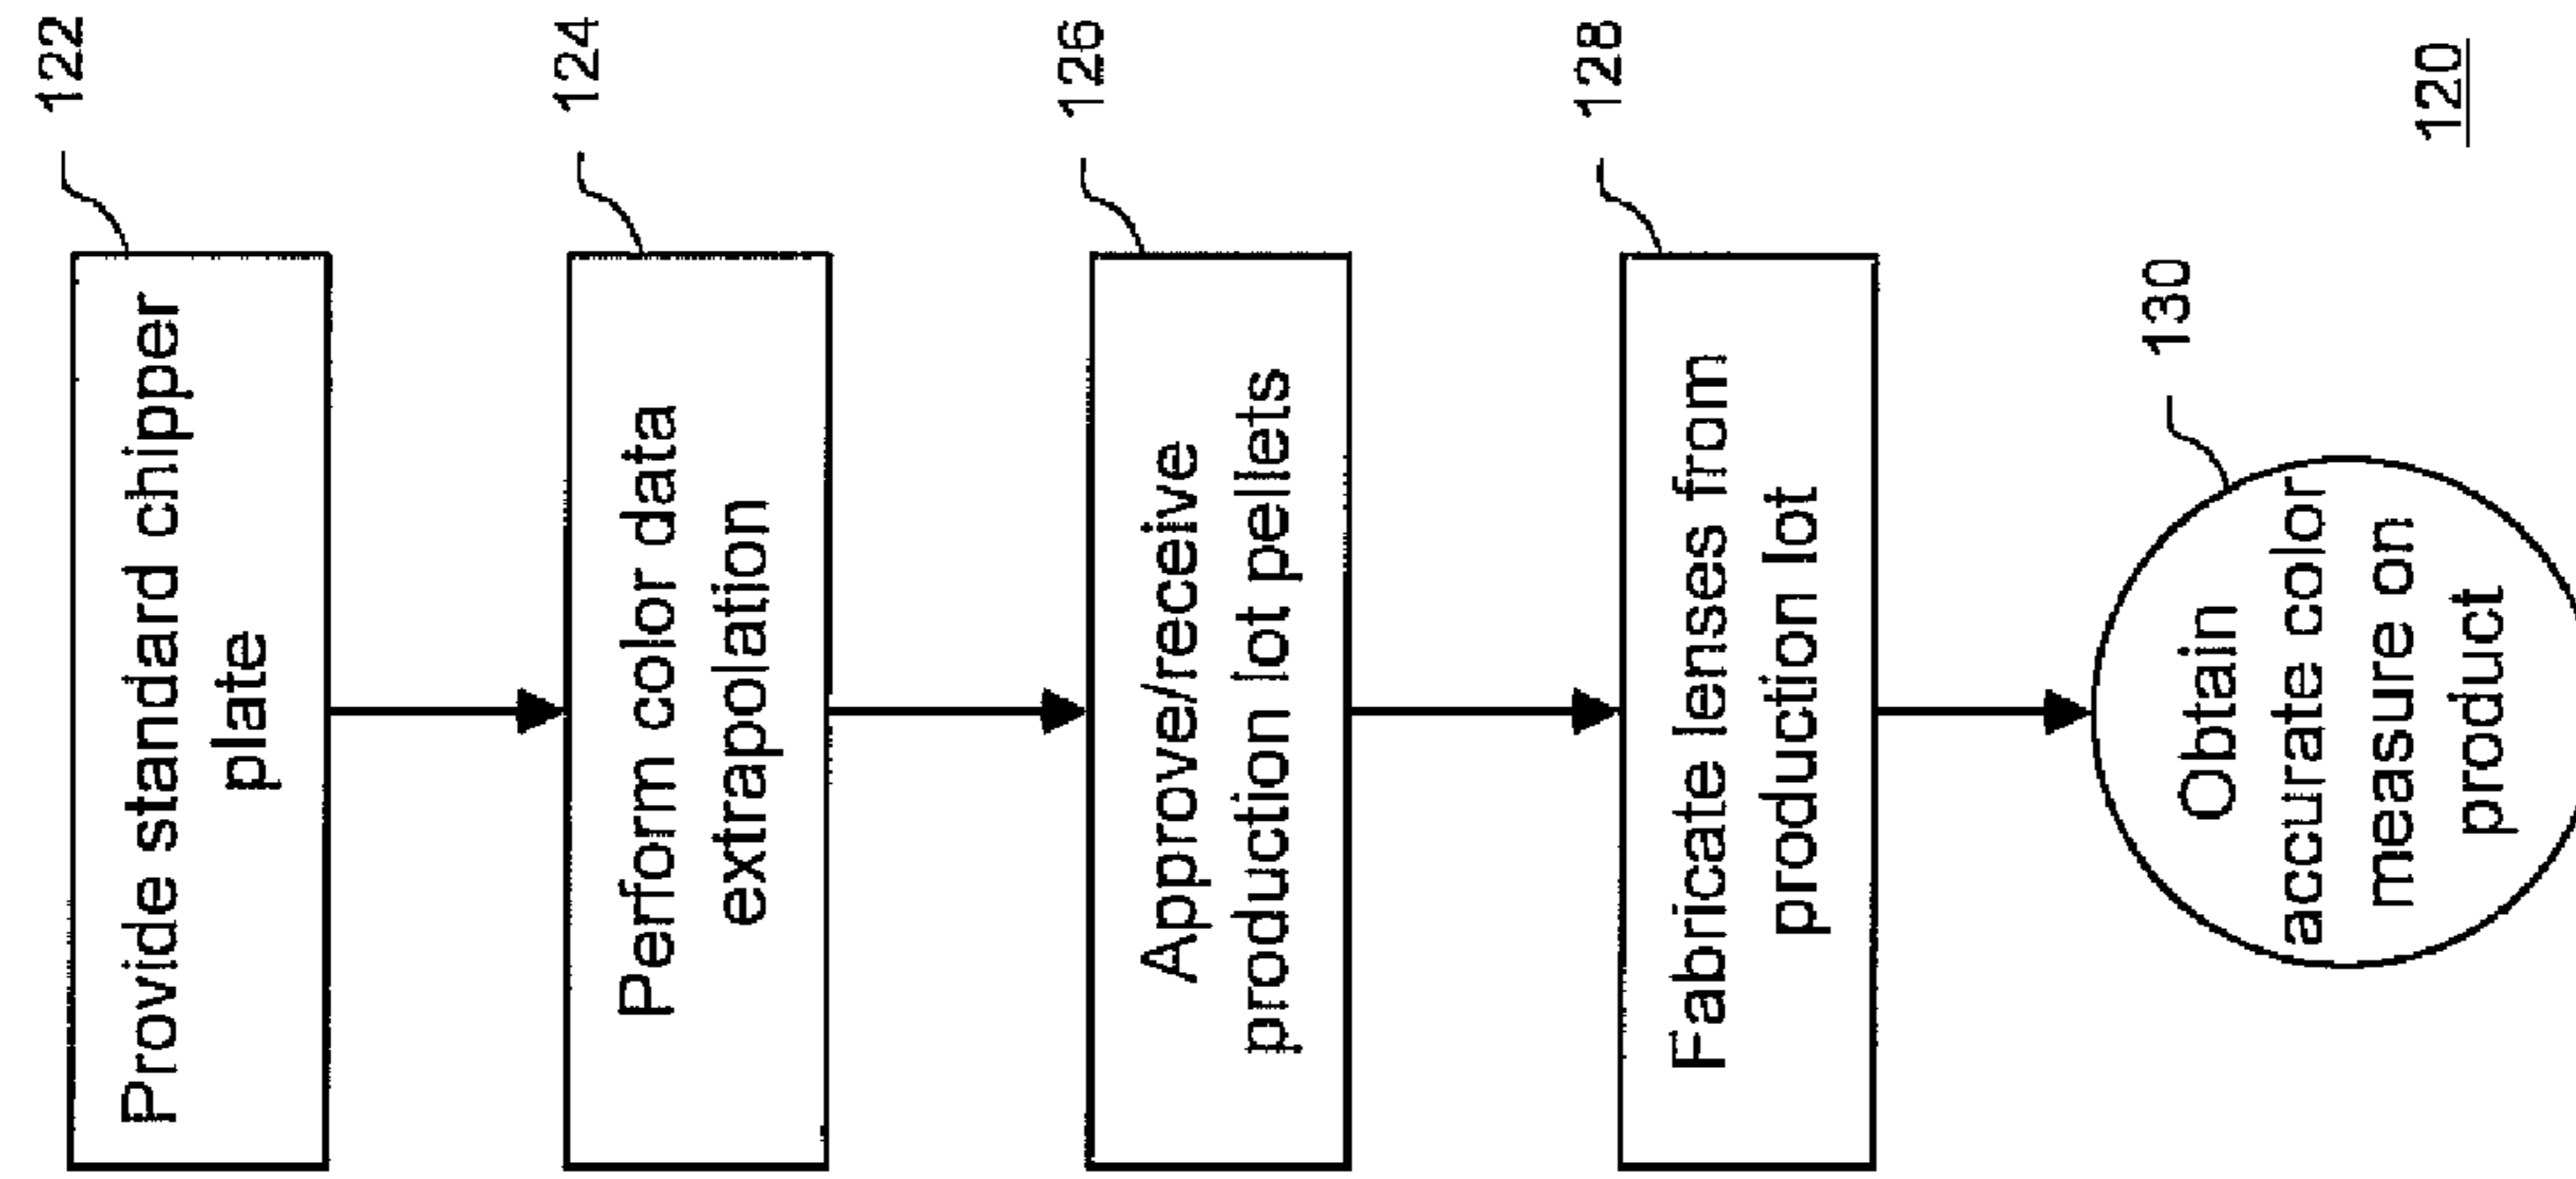 122
Provide standard chipper
plate
124
Perform color data
extrapolation
126
Approve/receive
production lot pellets
128
Fabricate lenses from
production lot
130
Obtain
accurate color
measure on
product
120